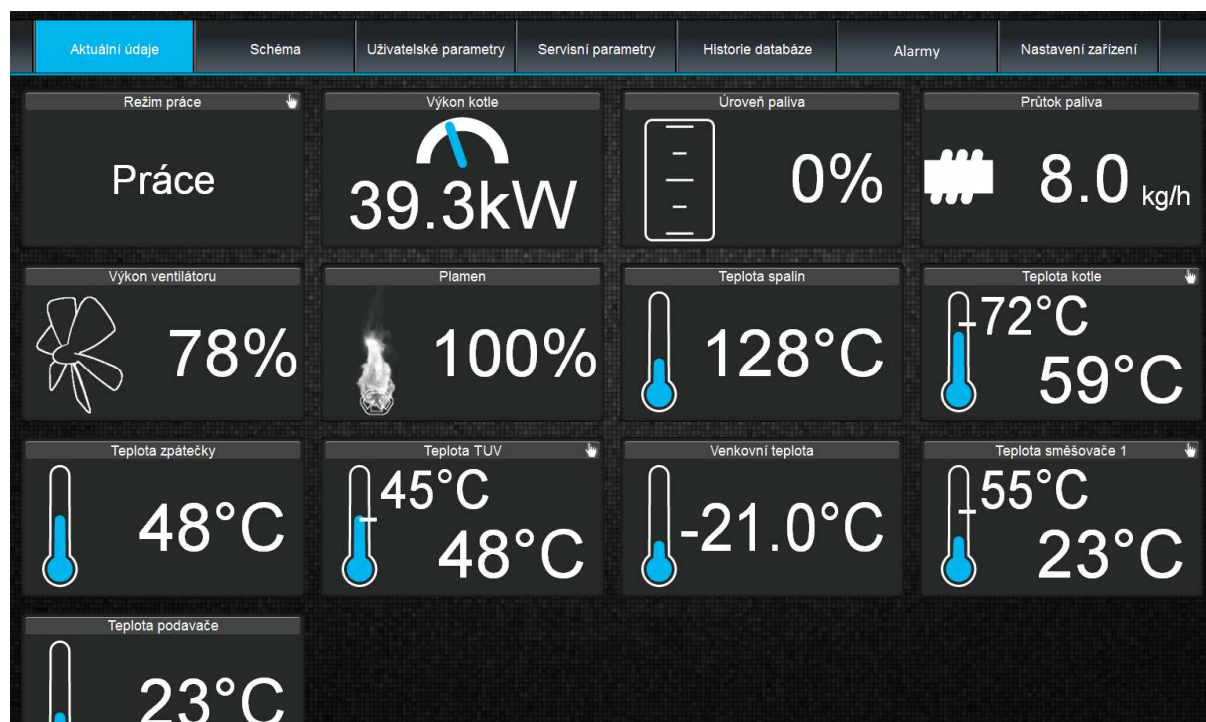 Aktuální údaje
Schéma
Uživatelské parametry
Servisní parametry
Historie databáze
Alarmy
Nastavení zařízení
Režim práce
Práce
Výkon kotle
39.3kW
Úroveň paliva
0%
Průtok paliva
8.0 kg/h
Výkon ventilátoru
78%
Plamen
100%
Teplota spalin
128°C
Teplota kotle
72°C
59°C
Teplota zpátečky
48°C
Teplota TUV
45°C
48°C
Venkovní teplota
-21.0°C
Teplota směšovače 1
55°C
23°C
Teplota podavače
23°C